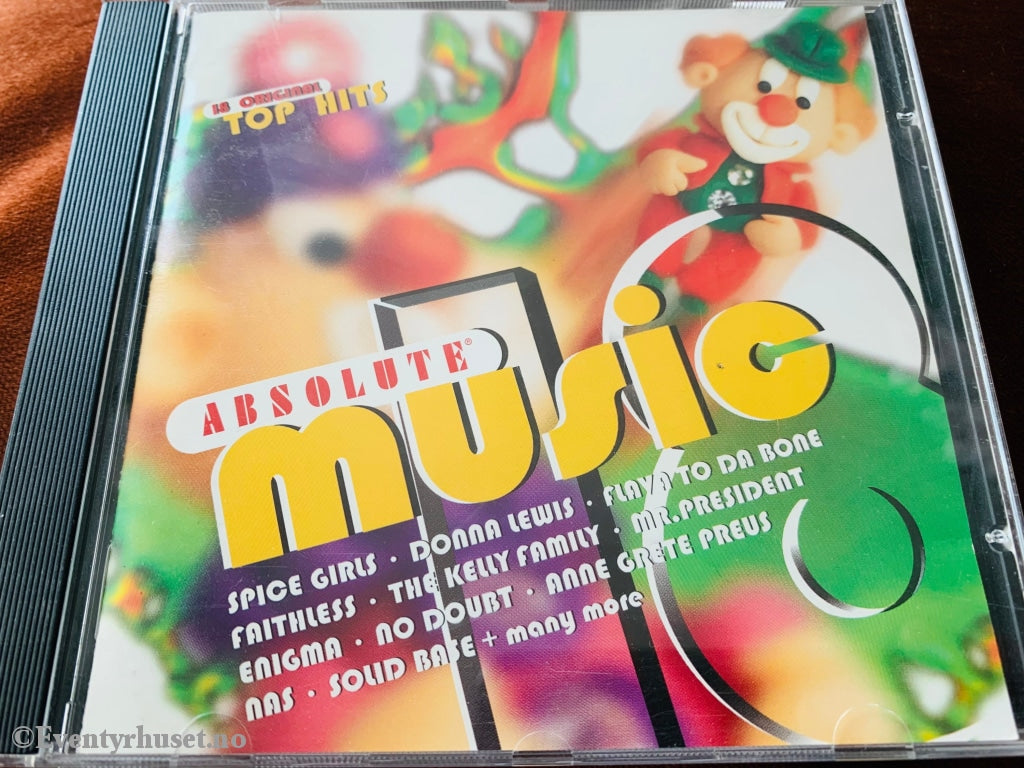 18 ORIGINAL
TOP HITS
ABSOLUTE®
music
16
SPICE GIRLS · DONNA LEWIS · FLAVA TO DA BONE
FAITHLESS · THE KELLY FAMILY · MR.PRESIDENT
ENIGMA · NO DOUBT · ANNE GRETE PREUS
NAS · SOLID BASE + many more
©Eventyrhuset.no